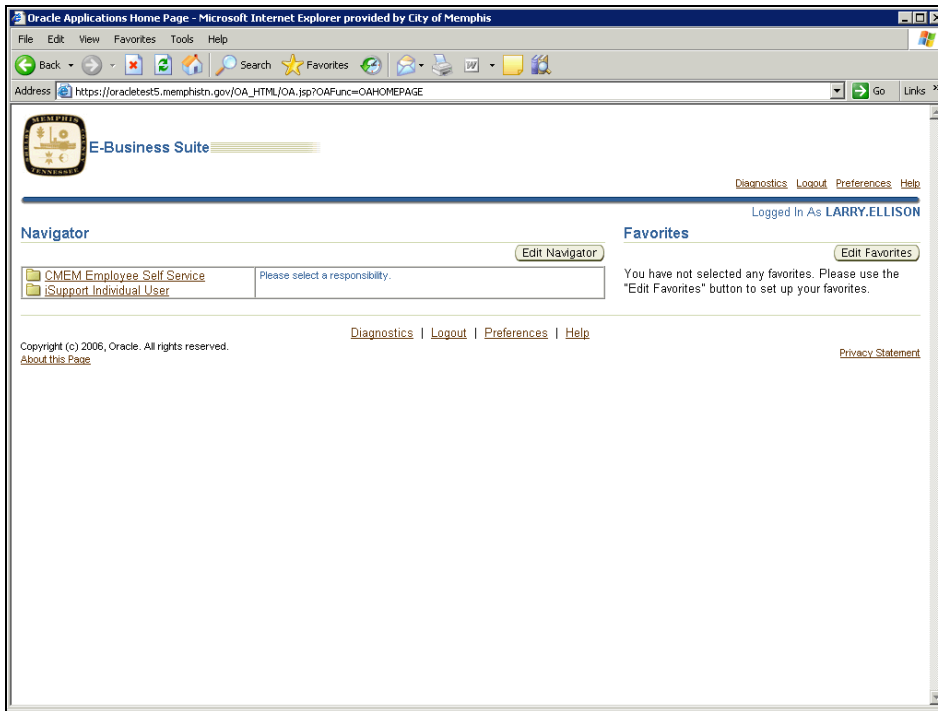 Oracle Applications Home Page - Microsoft Internet Explorer provided by City of Memphis
File Edit View Favorites Tools Help
Back Search Favorites
Address https://oracletest5.memphistn.gov/OA_HTML/OA.jsp?OAFunc=OAHOMEPAGE Go Links »
MEMPHIS
TENNESSEE
E-Business Suite
Diagnostics Logout Preferences Help
Logged In As LARRY.ELLISON
Navigator
Edit Navigator
CMEM Employee Self Service
iSupport Individual User
Please select a responsibility.
Favorites
Edit Favorites
You have not selected any favorites. Please use the
"Edit Favorites" button to set up your favorites.
Diagnostics | Logout | Preferences | Help
Copyright (c) 2006, Oracle. All rights reserved.
About this Page
Privacy Statement